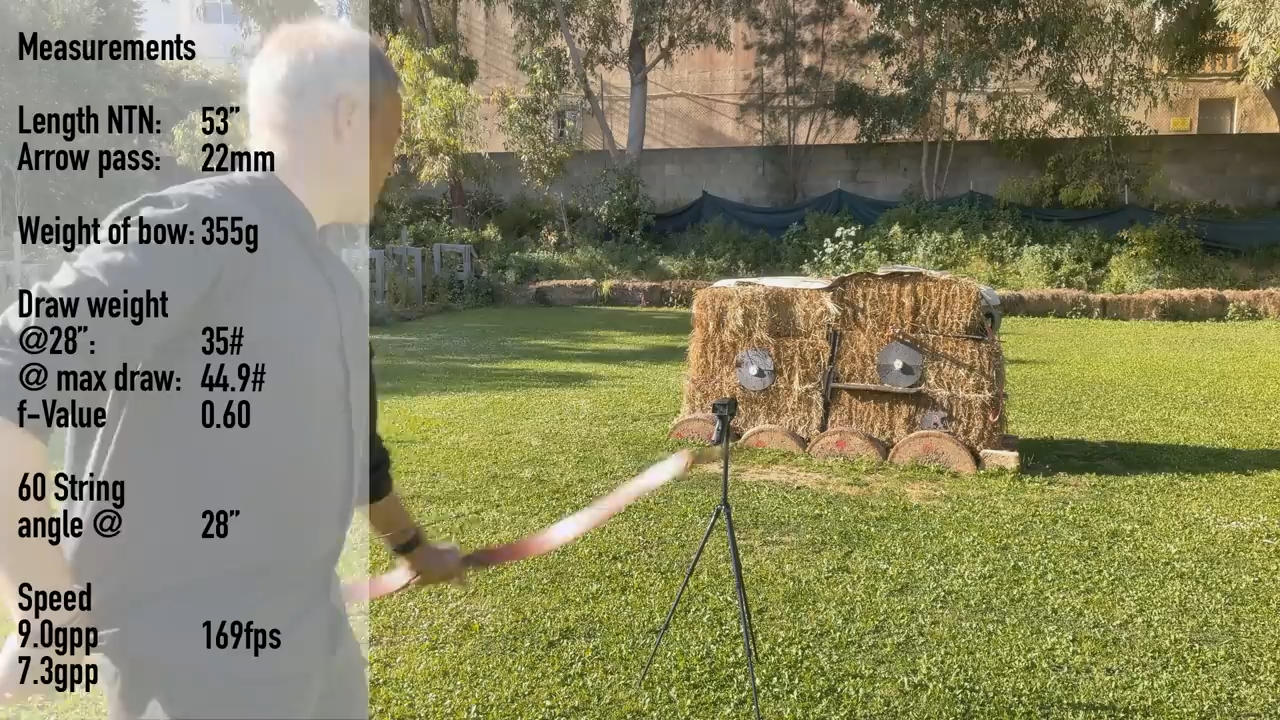 Measurements
Length NTN: 53”
Arrow pass: 22mm
Weight of bow: 355g
Draw weight
@28”: 35#
@ max draw: 44.9#
f-Value 0.60
60 String
angle @ 28”
Speed
9.0gpp 169fps
7.3gpp